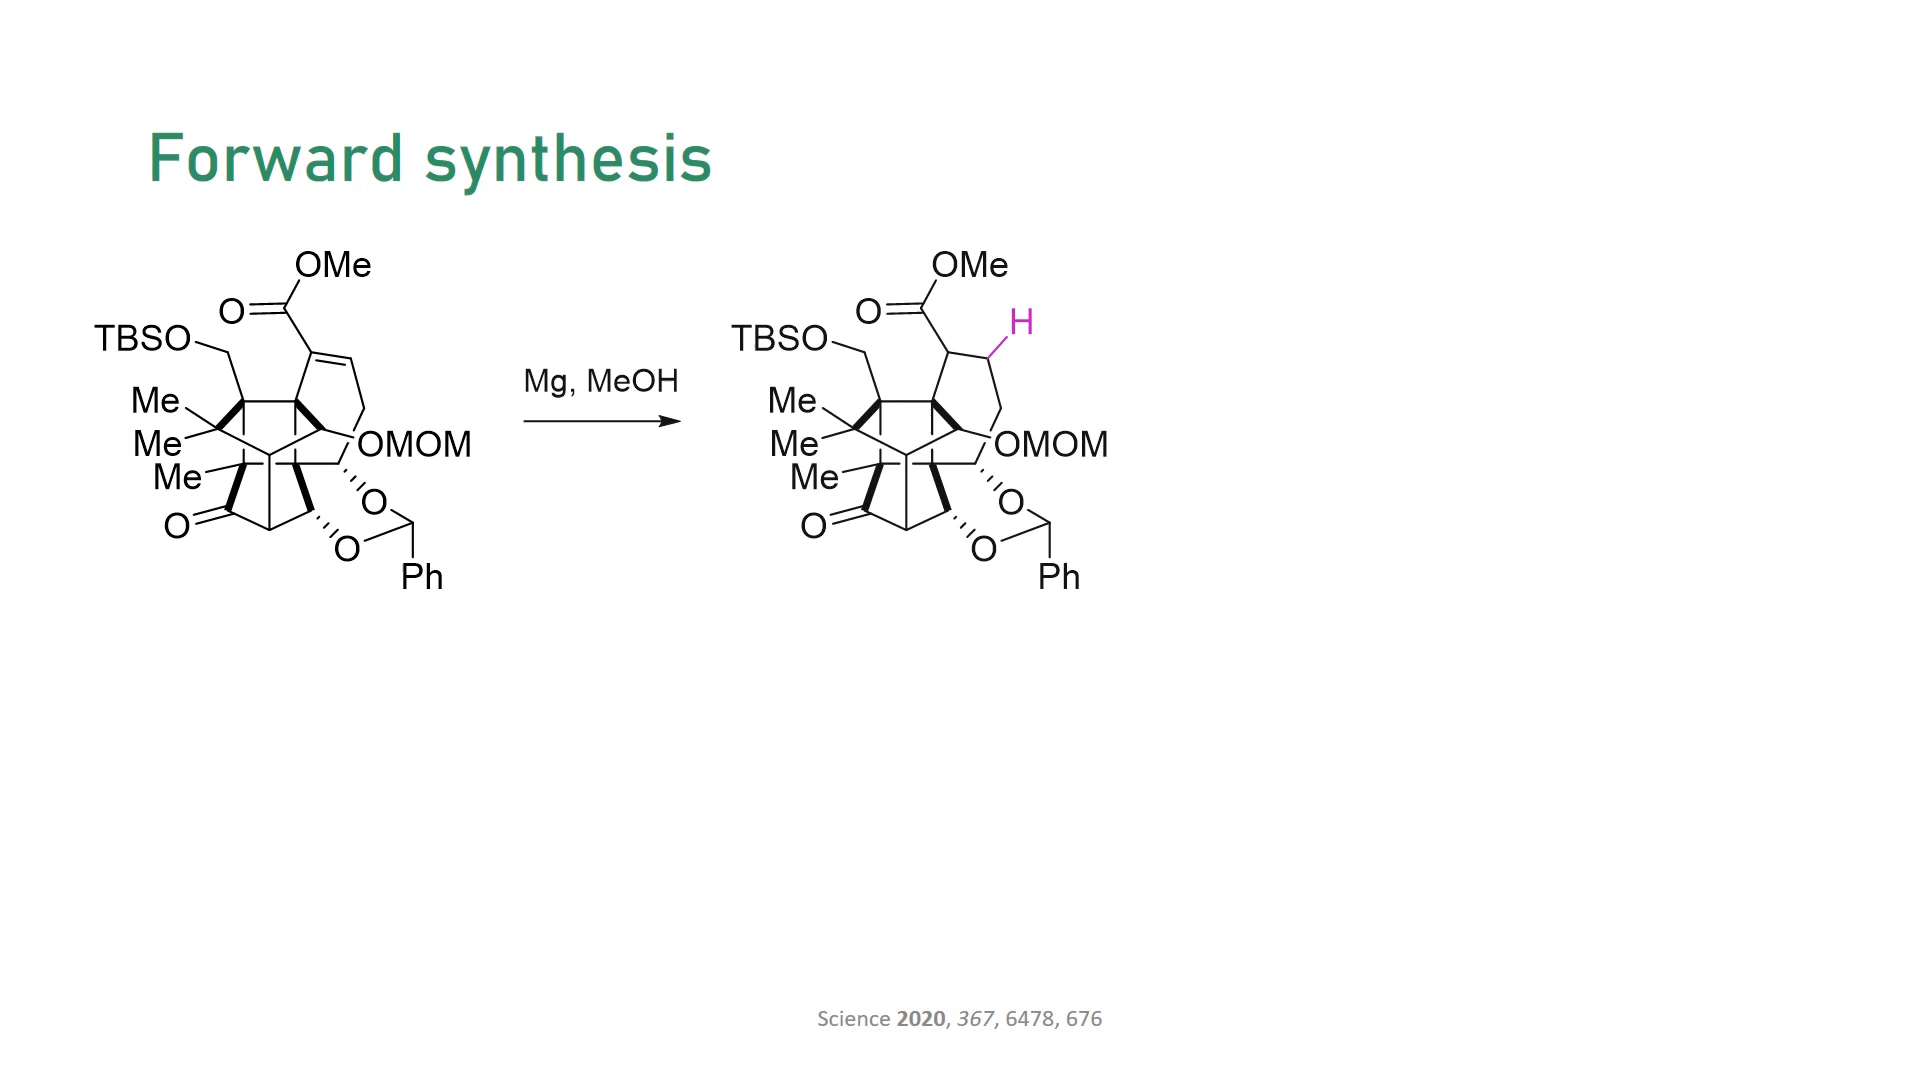 Forward synthesis
OMe
O
TBSO
Me
Me
OMOM
Me
O
O
O
Ph
Mg, MeOH
OMe
H
O
TBSO
Me
Me
OMOM
Me
O
O
O
Ph
Science 2020, 367, 6478, 676